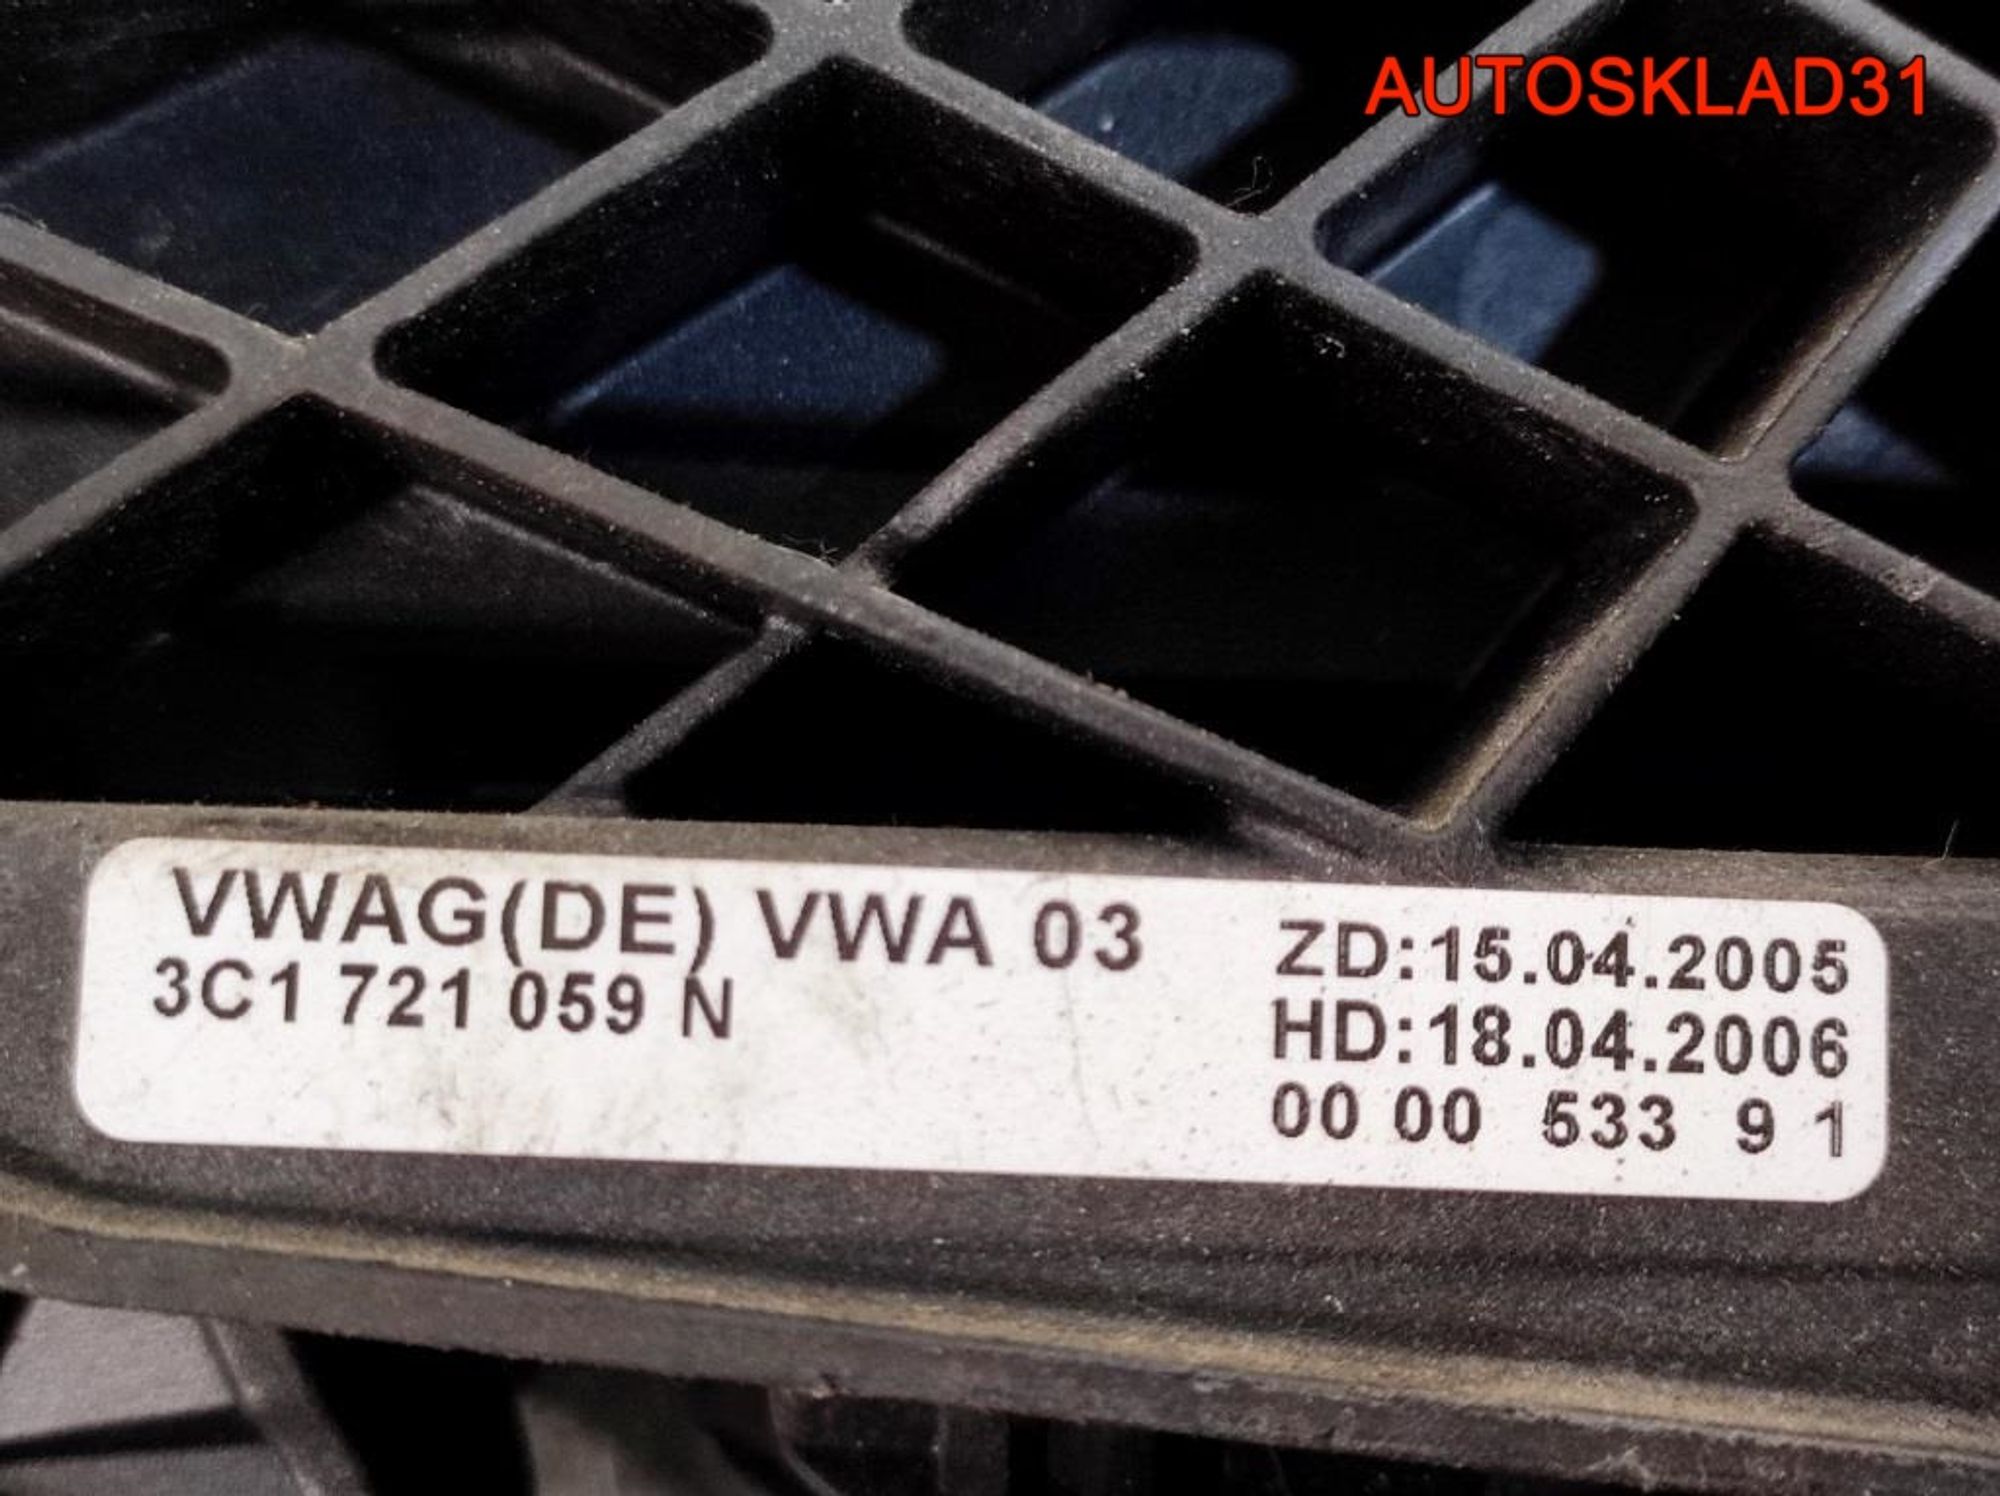 AUTOSKLAD31
VWAG(DE) VWA 03
3C1 721 059 N
ZD:15.04.2005
HD:18.04.2006
00 00 533 9 1